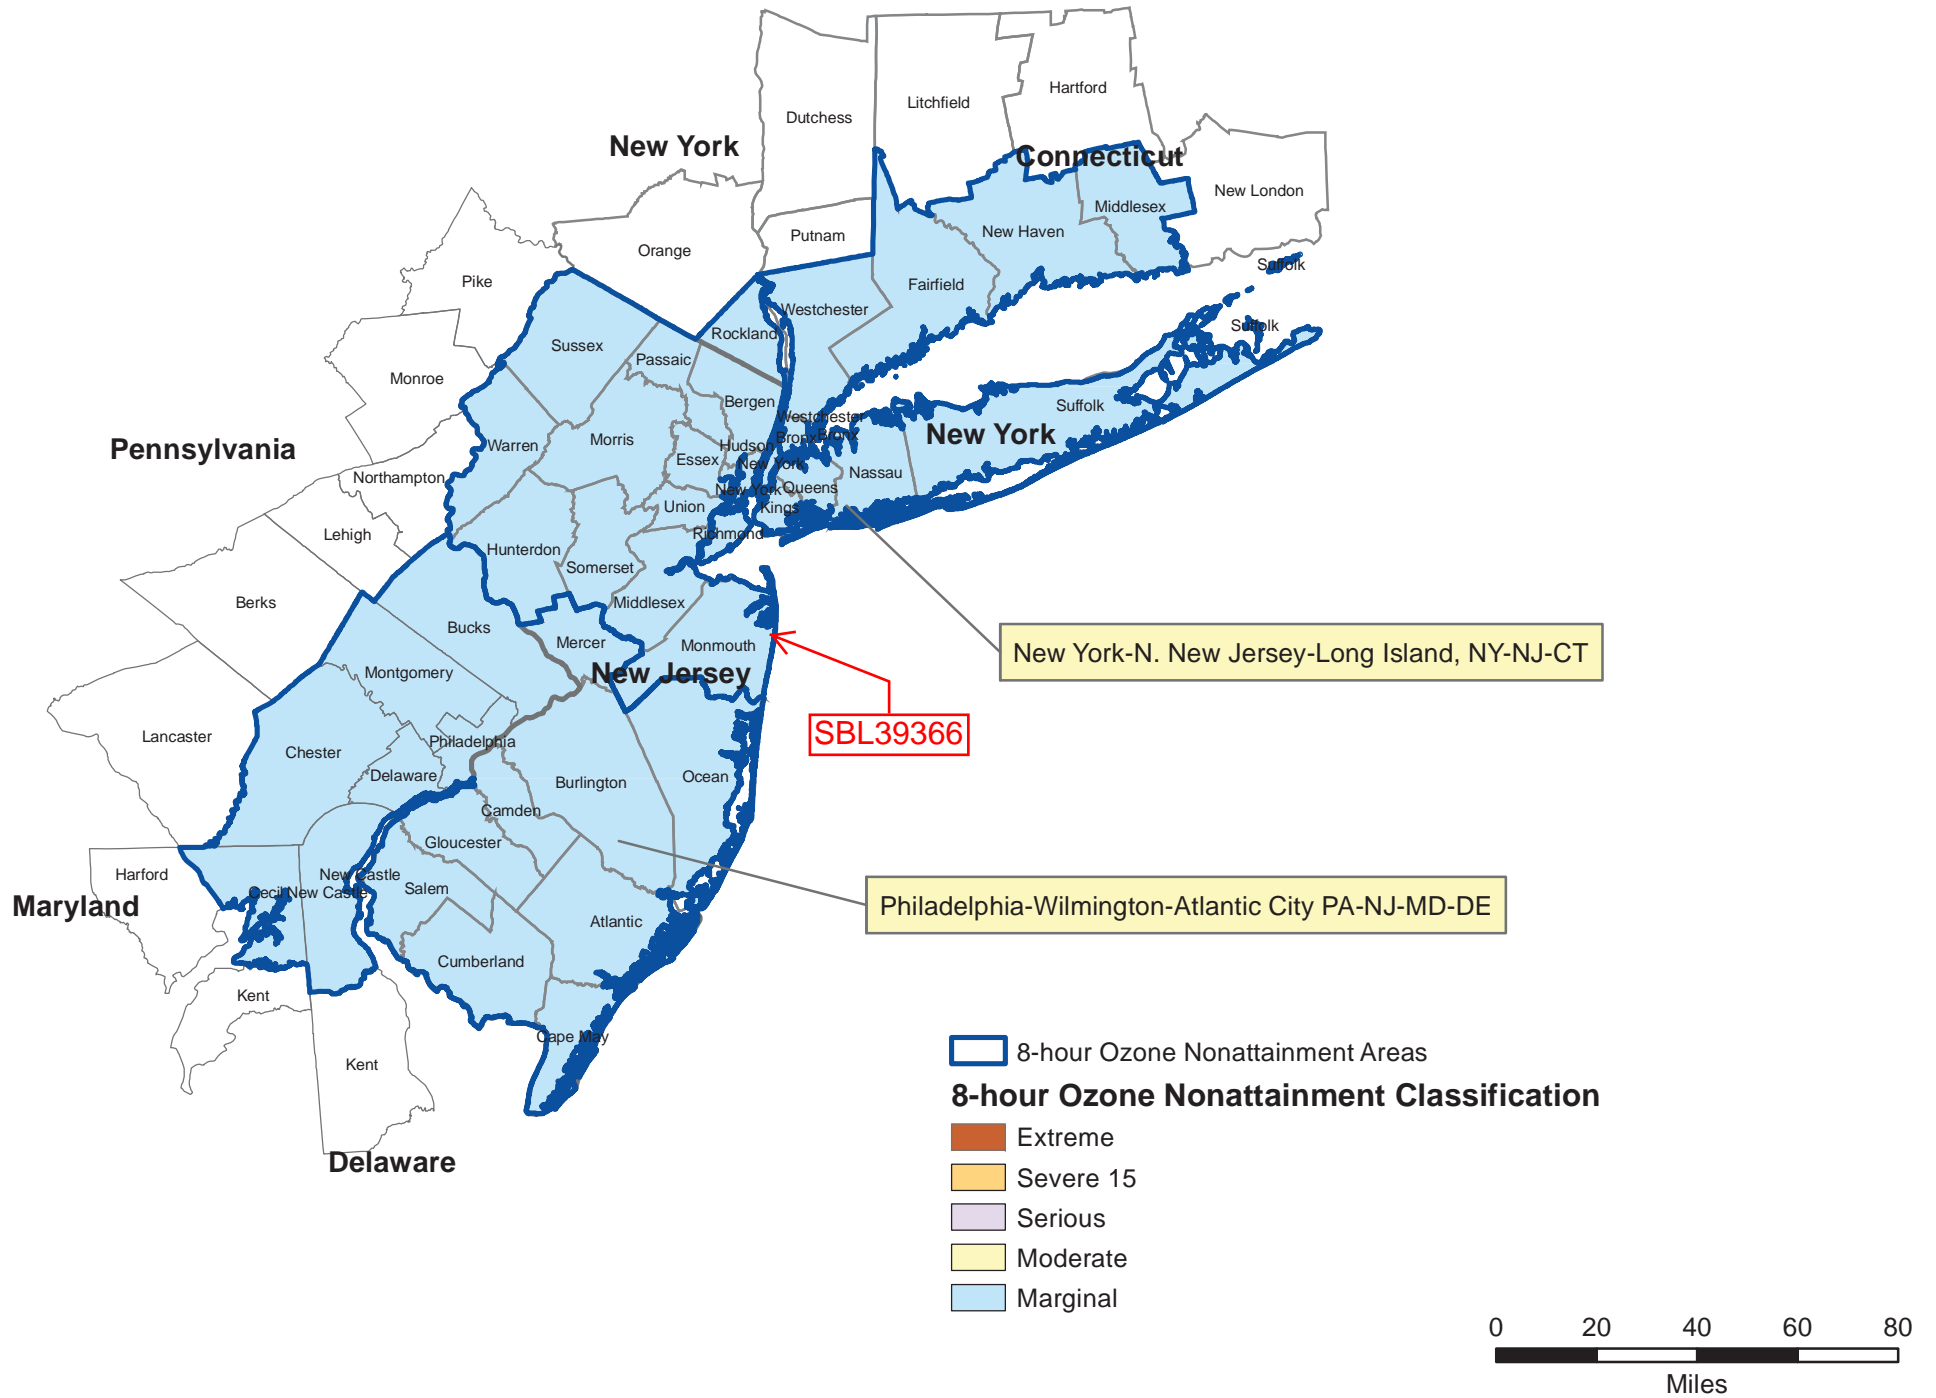 Hartford
Litchfield
Dutchess
New York
Connecticut
New London
Middlesex
New Haven
Putnam
Orange
Suffolk
Pike
Fairfield
Westchester
Suffolk
Rockland
Sussex
Passaic
Monroe
Bergen
Suffolk
Westchester
New York
Bronx
Bronx
Morris
Warren
Hudson
Pennsylvania
Essex
New York
Nassau
Northampton
New York
Queens
Union
Kings
Lehigh
Richmond
Hunterdon
Somerset
Berks
Middlesex
Bucks
Mercer
Monmouth
New York-N. New Jersey-Long Island, NY-NJ-CT
Montgomery
New Jersey
SBL39366
Lancaster
Philadelphia
Chester
Delaware
Ocean
Burlington
Camden
Gloucester
Harford
New Castle
Salem
Cecil
New Castle
Maryland
Philadelphia-Wilmington-Atlantic City PA-NJ-MD-DE
Atlantic
Cumberland
Kent
Cape May
8-hour Ozone Nonattainment Areas
Kent
8-hour Ozone Nonattainment Classification
Extreme
Delaware
Severe 15
Serious
Moderate
Marginal
0 20 40 60 80
Miles